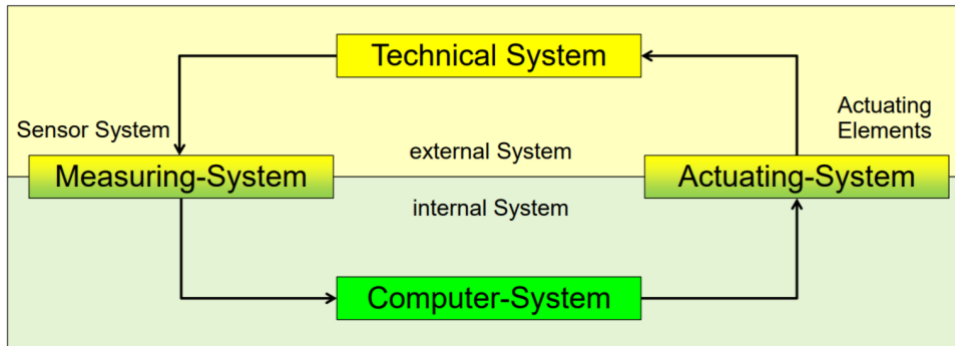 Technical System
Sensor System
Actuating
Elements
external System
Measuring-System
Actuating-System
internal System
Computer-System